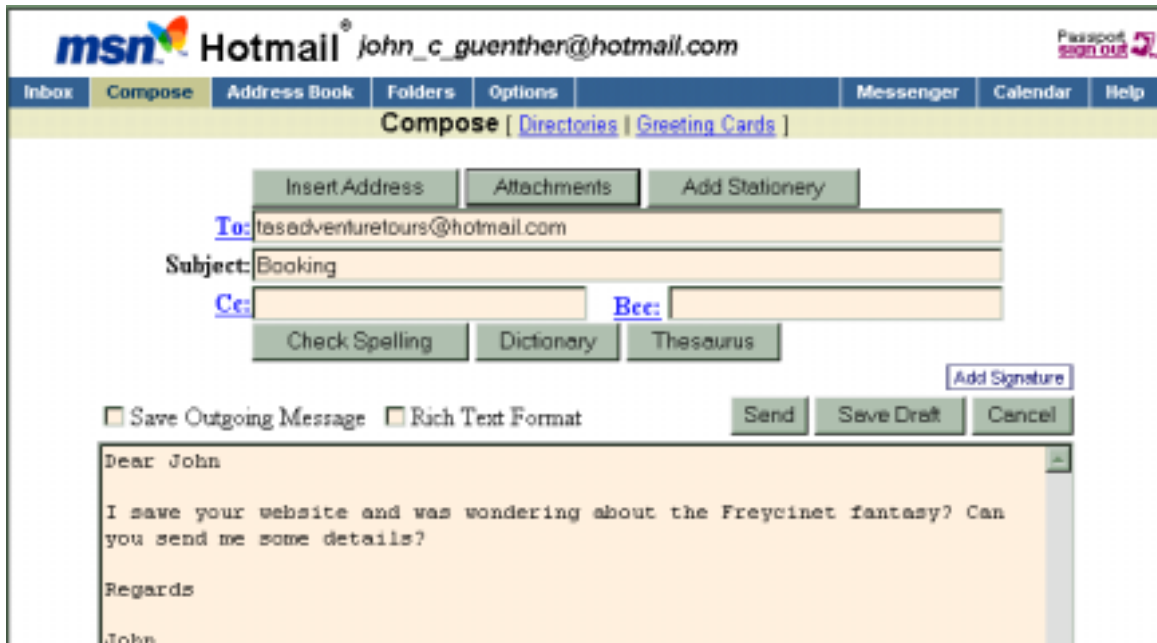 msn Hotmail® john_c_guenther@hotmail.com Passport sign out
Inbox Compose Address Book Folders Options Messenger Calendar Help
Compose [ Directories | Greeting Cards ]
Insert Address Attachments Add Stationery
To: tasadventuretours@hotmail.com
Subject: Booking
Cc: Bcc:
Check Spelling Dictionary Thesaurus
Add Signature
Save Outgoing Message Rich Text Format Send Save Draft Cancel
Dear John
I sawe your website and was wondering about the Freycinet fantasy? Can
you send me some details?
Regards
John